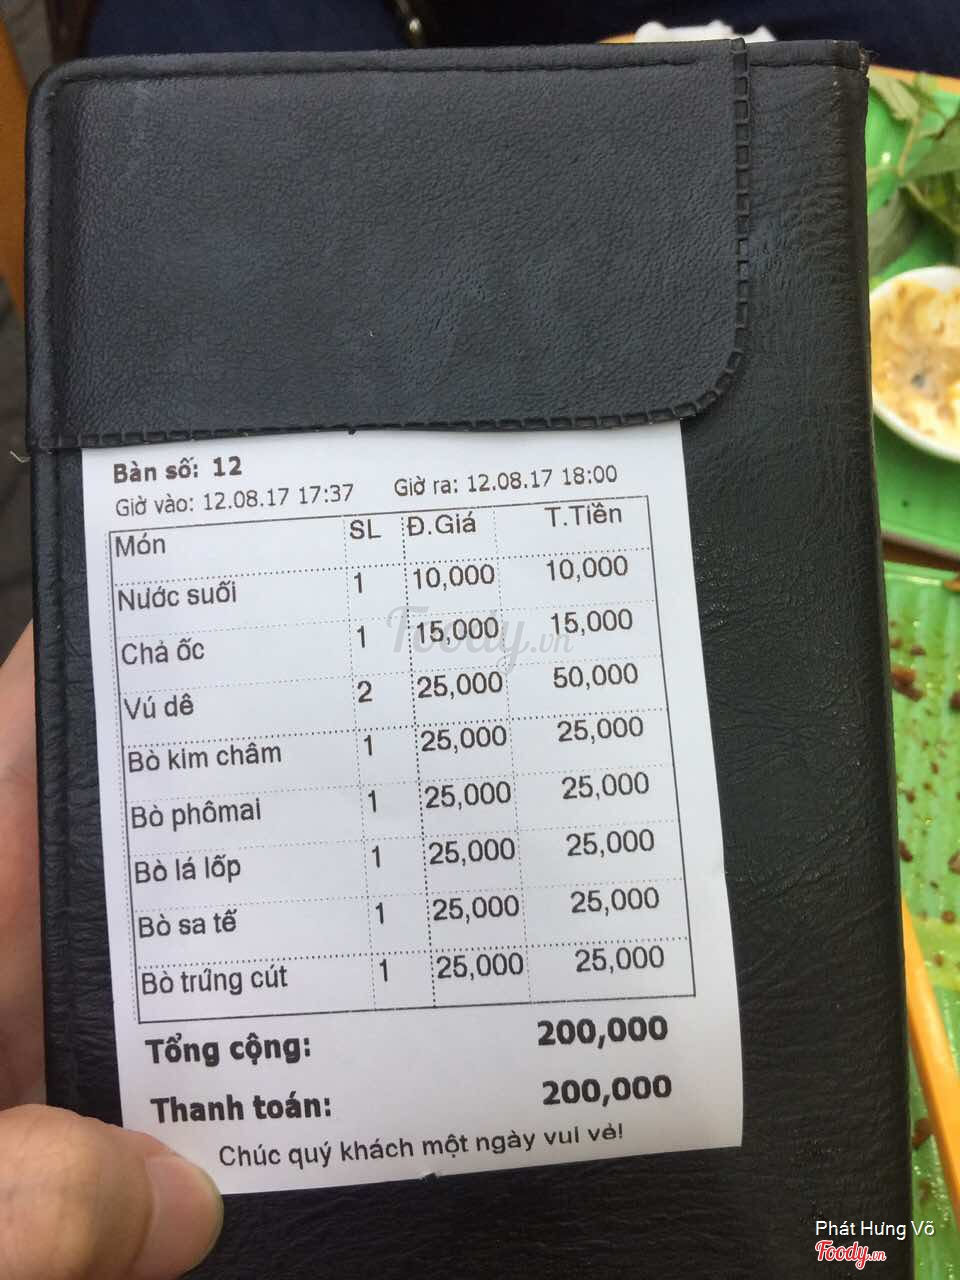 Bàn số: 12
Giờ vào: 12.08.17 17:37 Giờ ra: 12.08.17 18:00
Món SL Đ.Giá T.Tiền
Nước suối 1 10,000 10,000
Chả ốc 1 15,000 15,000
Vú dê 2 25,000 50,000
Bò kim châm 1 25,000 25,000
Bò phômai 1 25,000 25,000
Bò lá lốp 1 25,000 25,000
Bò sa tế 1 25,000 25,000
Bò trứng cút 1 25,000 25,000
Tổng cộng: 200,000
Thanh toán: 200,000
Chúc quý khách một ngày vui vẻ!
Foody.vn
Phát Hưng Võ
Foody.vn